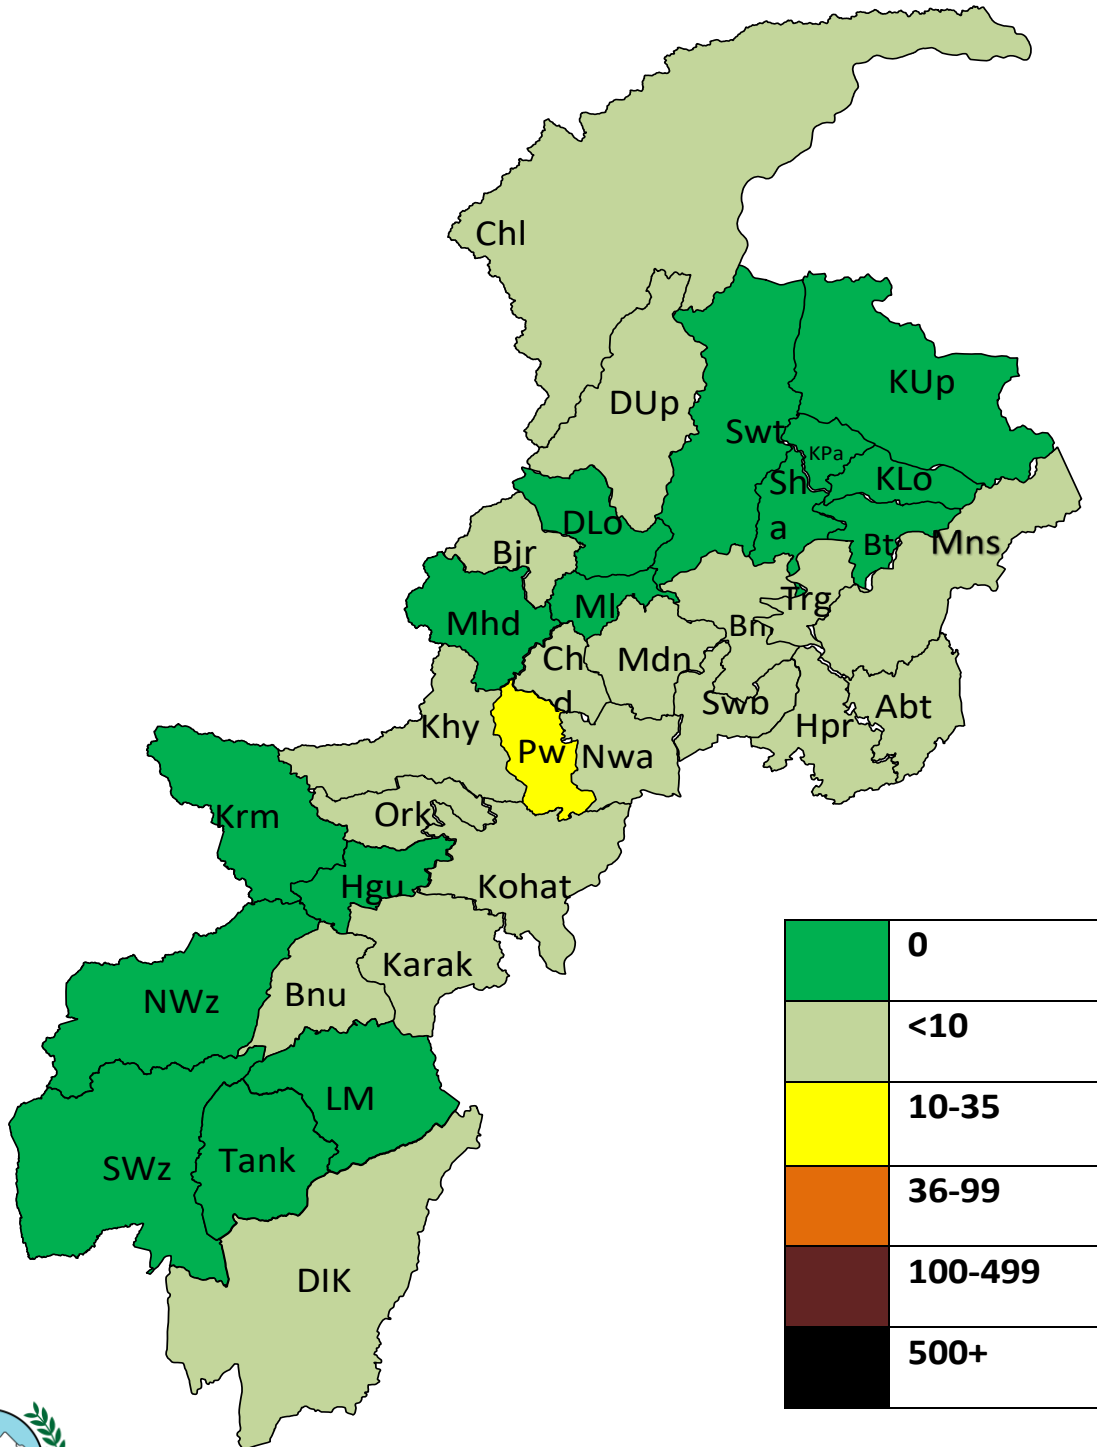 Chl
DUp
KUp
Swt
KPa
KLo
Sh
a
DLo
Bt
Mns
Bjr
Trg
Ml
Mhd
Bn
Ch
d
Mdn
Swb
Abt
Khy
Hpr
Pw
Nwa
Ork
Krm
Hgu
Kohat
Karak
Bnu
NWz
LM
Tank
SWz
DIK
0
<10
10-35
36-99
100-499
500+